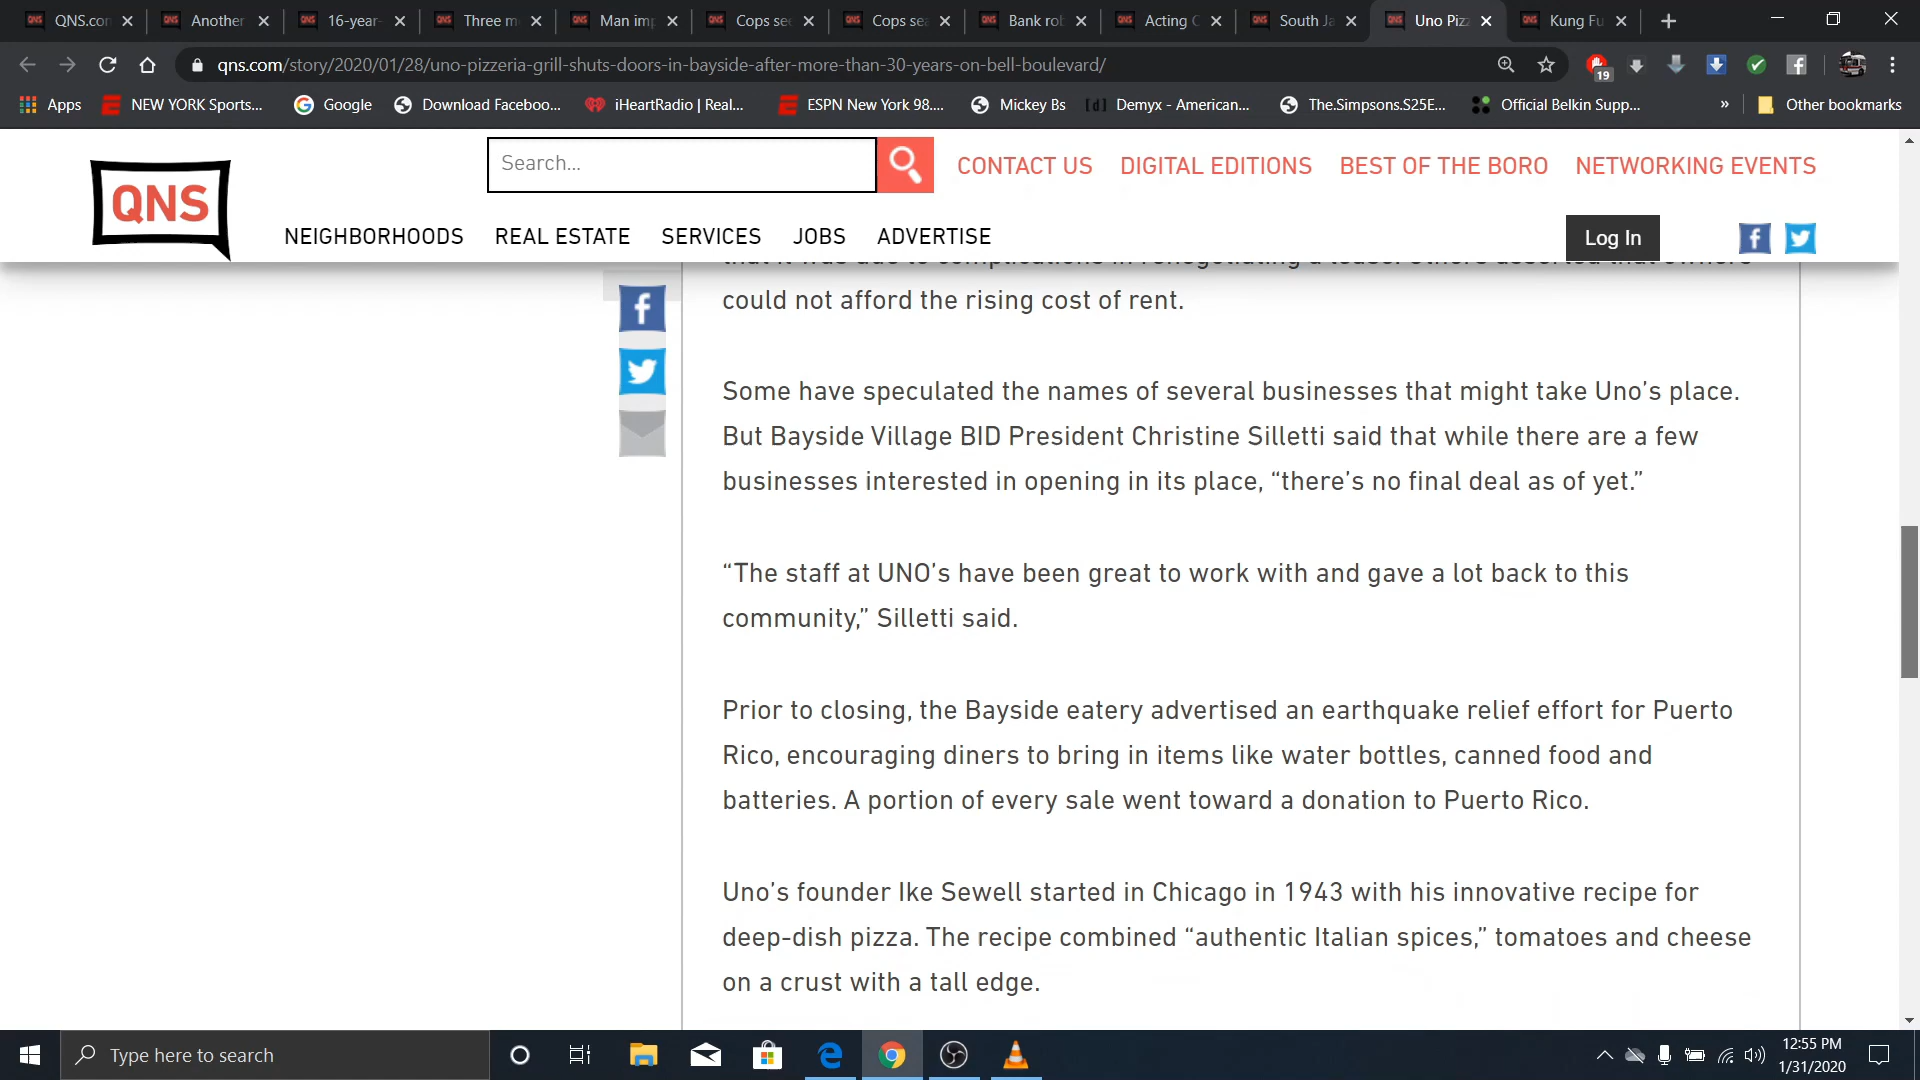 QNS.con
Another
16-year-
Three m
Man im
Cops se
Cops sea
Bank rol
Acting C
South Ja
Uno Pizz
Kung Fu
qns.com/story/2020/01/28/uno-pizzeria-grill-shuts-doors-in-bayside-after-more-than-30-years-on-bell-boulevard/
19
Apps
NEW YORK Sports...
Google
Download Faceboo...
iHeartRadio | Real...
ESPN New York 98....
Mickey Bs
[d] Demyx - American...
The.Simpsons.S25E...
Official Belkin Supp...
»
Other bookmarks
QNS
Search...
CONTACT US
DIGITAL EDITIONS
BEST OF THE BORO
NETWORKING EVENTS
NEIGHBORHOODS
REAL ESTATE
SERVICES
JOBS
ADVERTISE
Log In
that it was due to complications in renegotiating a lease. Others asserted that owners
could not afford the rising cost of rent.
Some have speculated the names of several businesses that might take Uno’s place.
But Bayside Village BID President Christine Silletti said that while there are a few
businesses interested in opening in its place, “there’s no final deal as of yet.”
“The staff at UNO’s have been great to work with and gave a lot back to this
community,” Silletti said.
Prior to closing, the Bayside eatery advertised an earthquake relief effort for Puerto
Rico, encouraging diners to bring in items like water bottles, canned food and
batteries. A portion of every sale went toward a donation to Puerto Rico.
Uno’s founder Ike Sewell started in Chicago in 1943 with his innovative recipe for
deep-dish pizza. The recipe combined “authentic Italian spices,” tomatoes and cheese
on a crust with a tall edge.
Type here to search
12:55 PM
1/31/2020